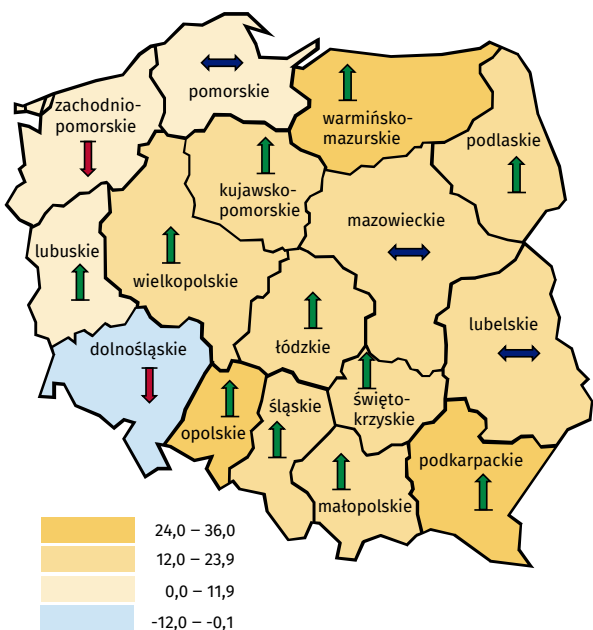 zachodnio-
pomorskie
pomorskie
warmińsko-
mazurskie
podlaskie
kujawsko-
pomorskie
mazowieckie
lubuskie
wielkopolskie
łódzkie
lubelskie
dolnośląskie
opolskie
śląskie
święto-
krzyskie
małopolskie
podkarpackie
24,0 – 36,0
12,0 – 23,9
0,0 – 11,9
-12,0 – -0,1